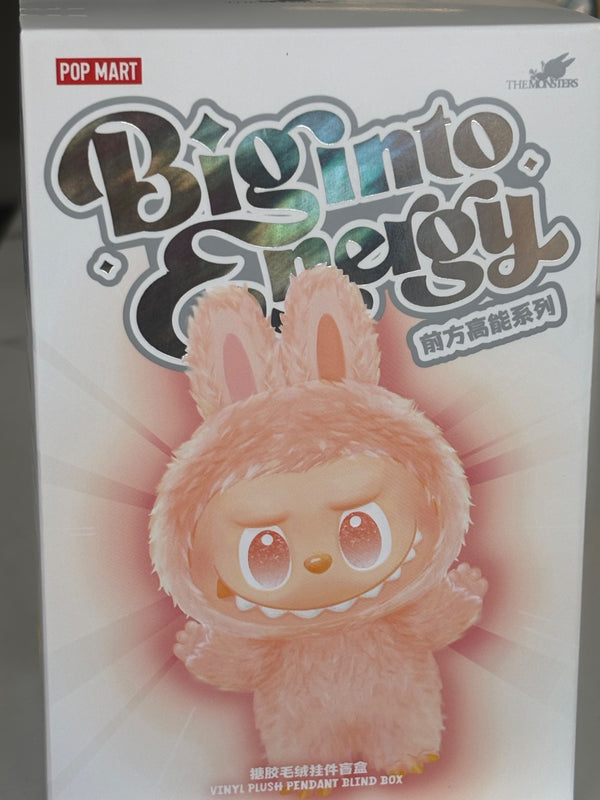 POP MART
THE MONSTERS
Big into
Energy
前方高能系列
搪胶毛绒挂件盲盒
VINYL PLUSH PENDANT BLIND BOX